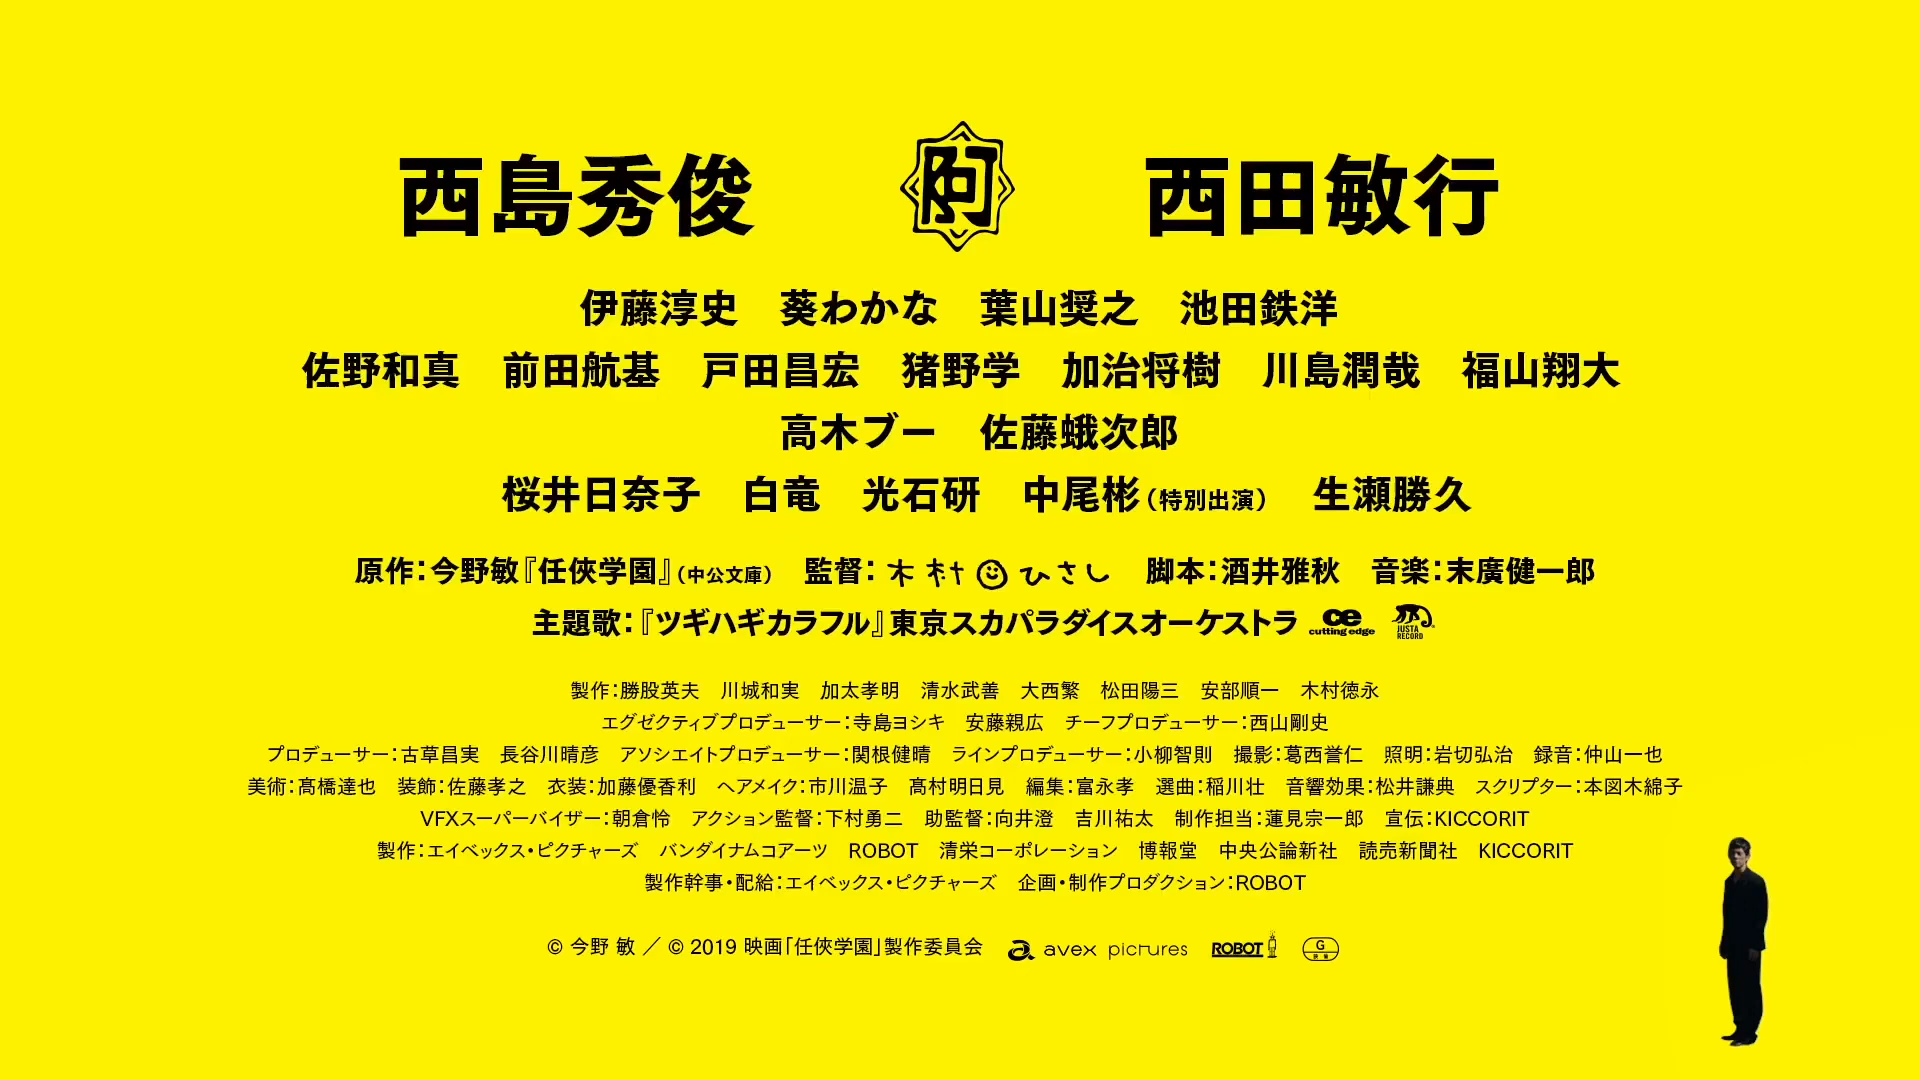 西島秀俊 阿 西田敏行
伊藤淳史 葵わかな 葉山奨之 池田鉄洋
佐野和真 前田航基 戸田昌宏 猪野学 加治将樹 川島潤哉 福山翔大
高木ブー 佐藤蛾次郎
桜井日奈子 白竜 光石研 中尾彬(特別出演) 生瀬勝久
原作:今野敏『任俠学園』(中公文庫) 監督:木村ひさし 脚本:酒井雅秋 音楽:末廣健一郎
主題歌:『ツギハギカラフル』東京スカパラダイスオーケストラ ce cutting edge JUSTA RECORD
製作:勝股英夫 川城和実 加太孝明 清水武善 大西繁 松田陽三 安部順一 木村徳永
エグゼクティブプロデューサー:寺島ヨシキ 安藤親広 チーフプロデューサー:西山剛史
プロデューサー:古草昌実 長谷川晴彦 アソシエイトプロデューサー:関根健晴 ラインプロデューサー:小柳智則 撮影:葛西誉仁 照明:岩切弘治 録音:仲山一也
美術:髙橋達也 装飾:佐藤孝之 衣装:加藤優香利 ヘアメイク:市川温子 髙村明日見 編集:富永孝 選曲:稲川壮 音響効果:松井謙典 スクリプター:本図木綿子
VFXスーパーバイザー:朝倉怜 アクション監督:下村勇二 助監督:向井澄 吉川祐太 制作担当:蓮見宗一郎 宣伝:KICCORIT
製作:エイベックス・ピクチャーズ バンダイナムコアーツ ROBOT 清栄コーポレーション 博報堂 中央公論新社 読売新聞社 KICCORIT
製作幹事・配給:エイベックス・ピクチャーズ 企画・制作プロダクション:ROBOT
© 今野 敏 / © 2019 映画「任俠学園」製作委員会 avex pictures ROBOT G